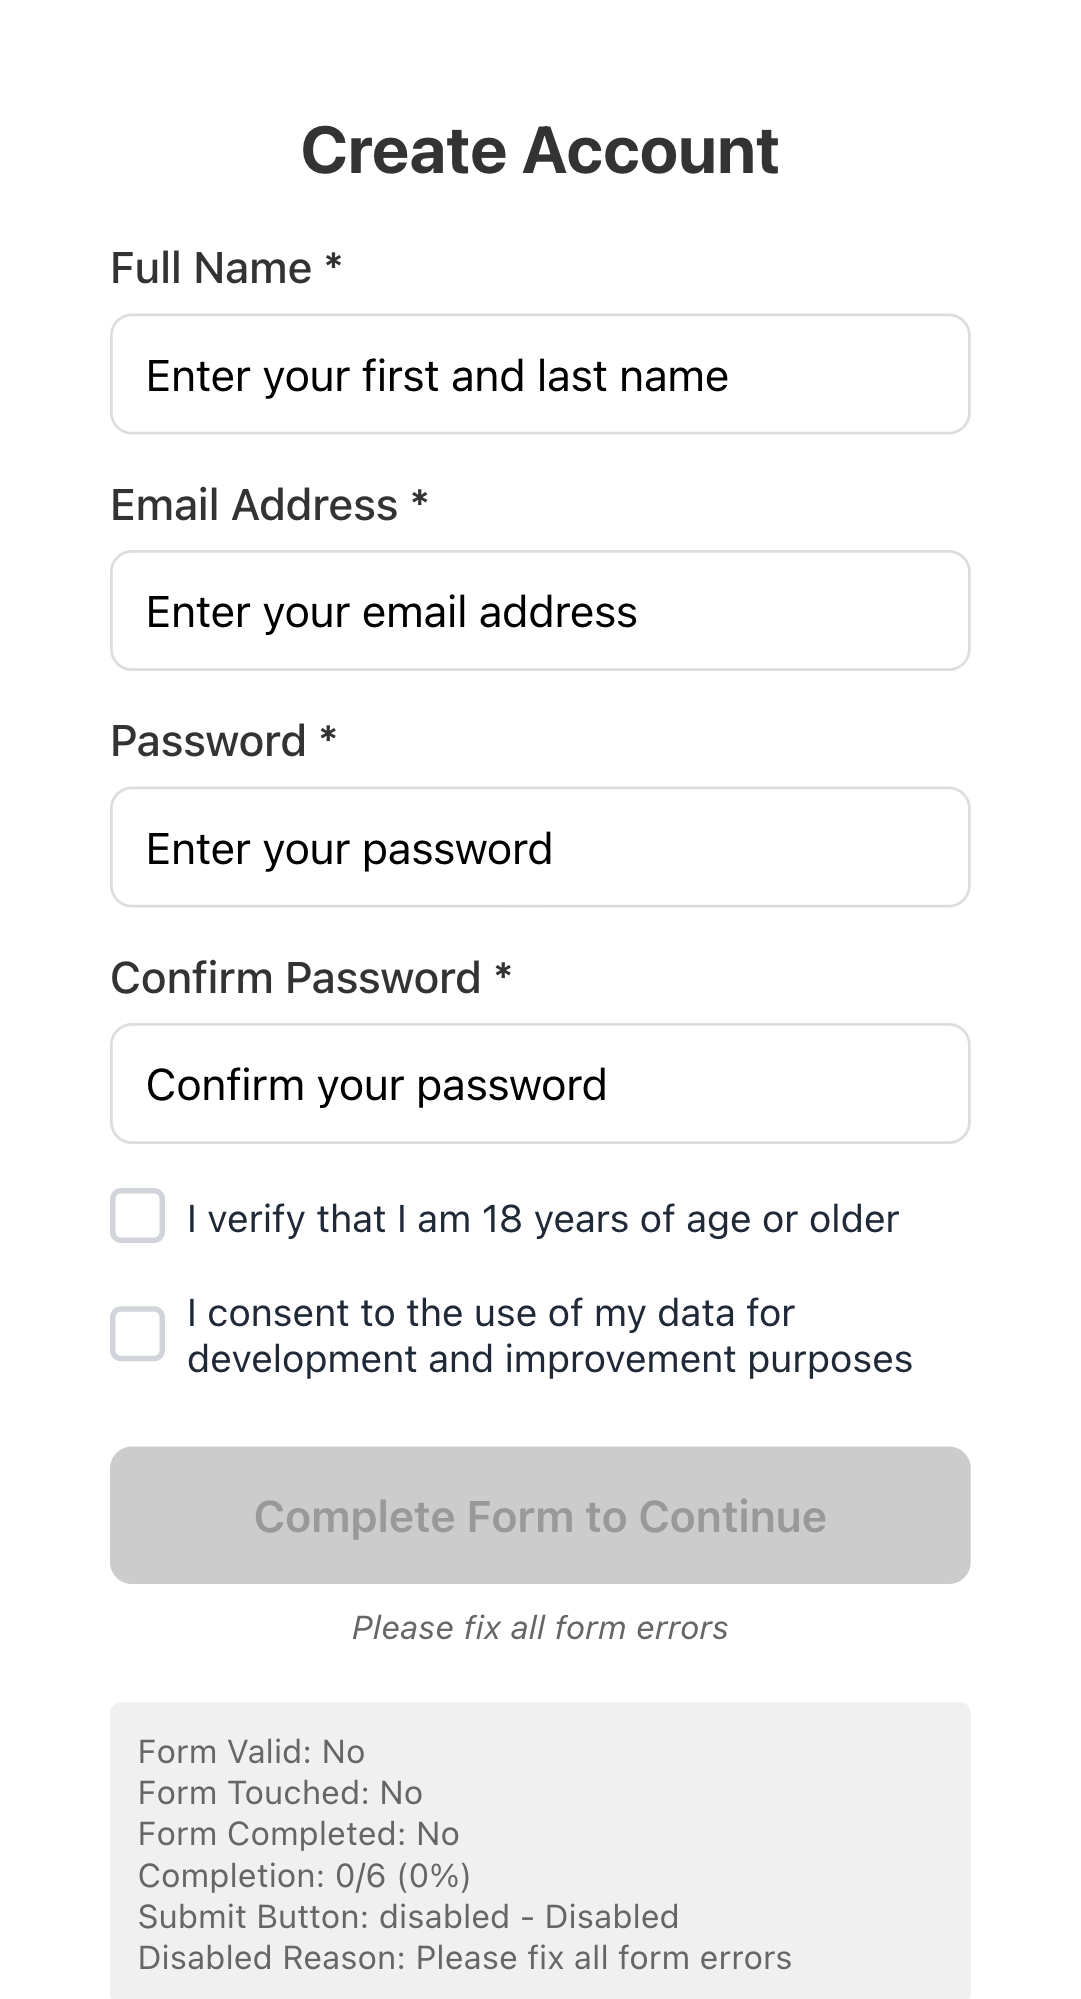 Create Account
Full Name *
Enter your first and last name
Email Address *
Enter your email address
Password *
Enter your password
Confirm Password *
Confirm your password
I verify that I am 18 years of age or older
I consent to the use of my data for
development and improvement purposes
Complete Form to Continue
Please fix all form errors
Form Valid: No
Form Touched: No
Form Completed: No
Completion: 0/6 (0%)
Submit Button: disabled - Disabled
Disabled Reason: Please fix all form errors